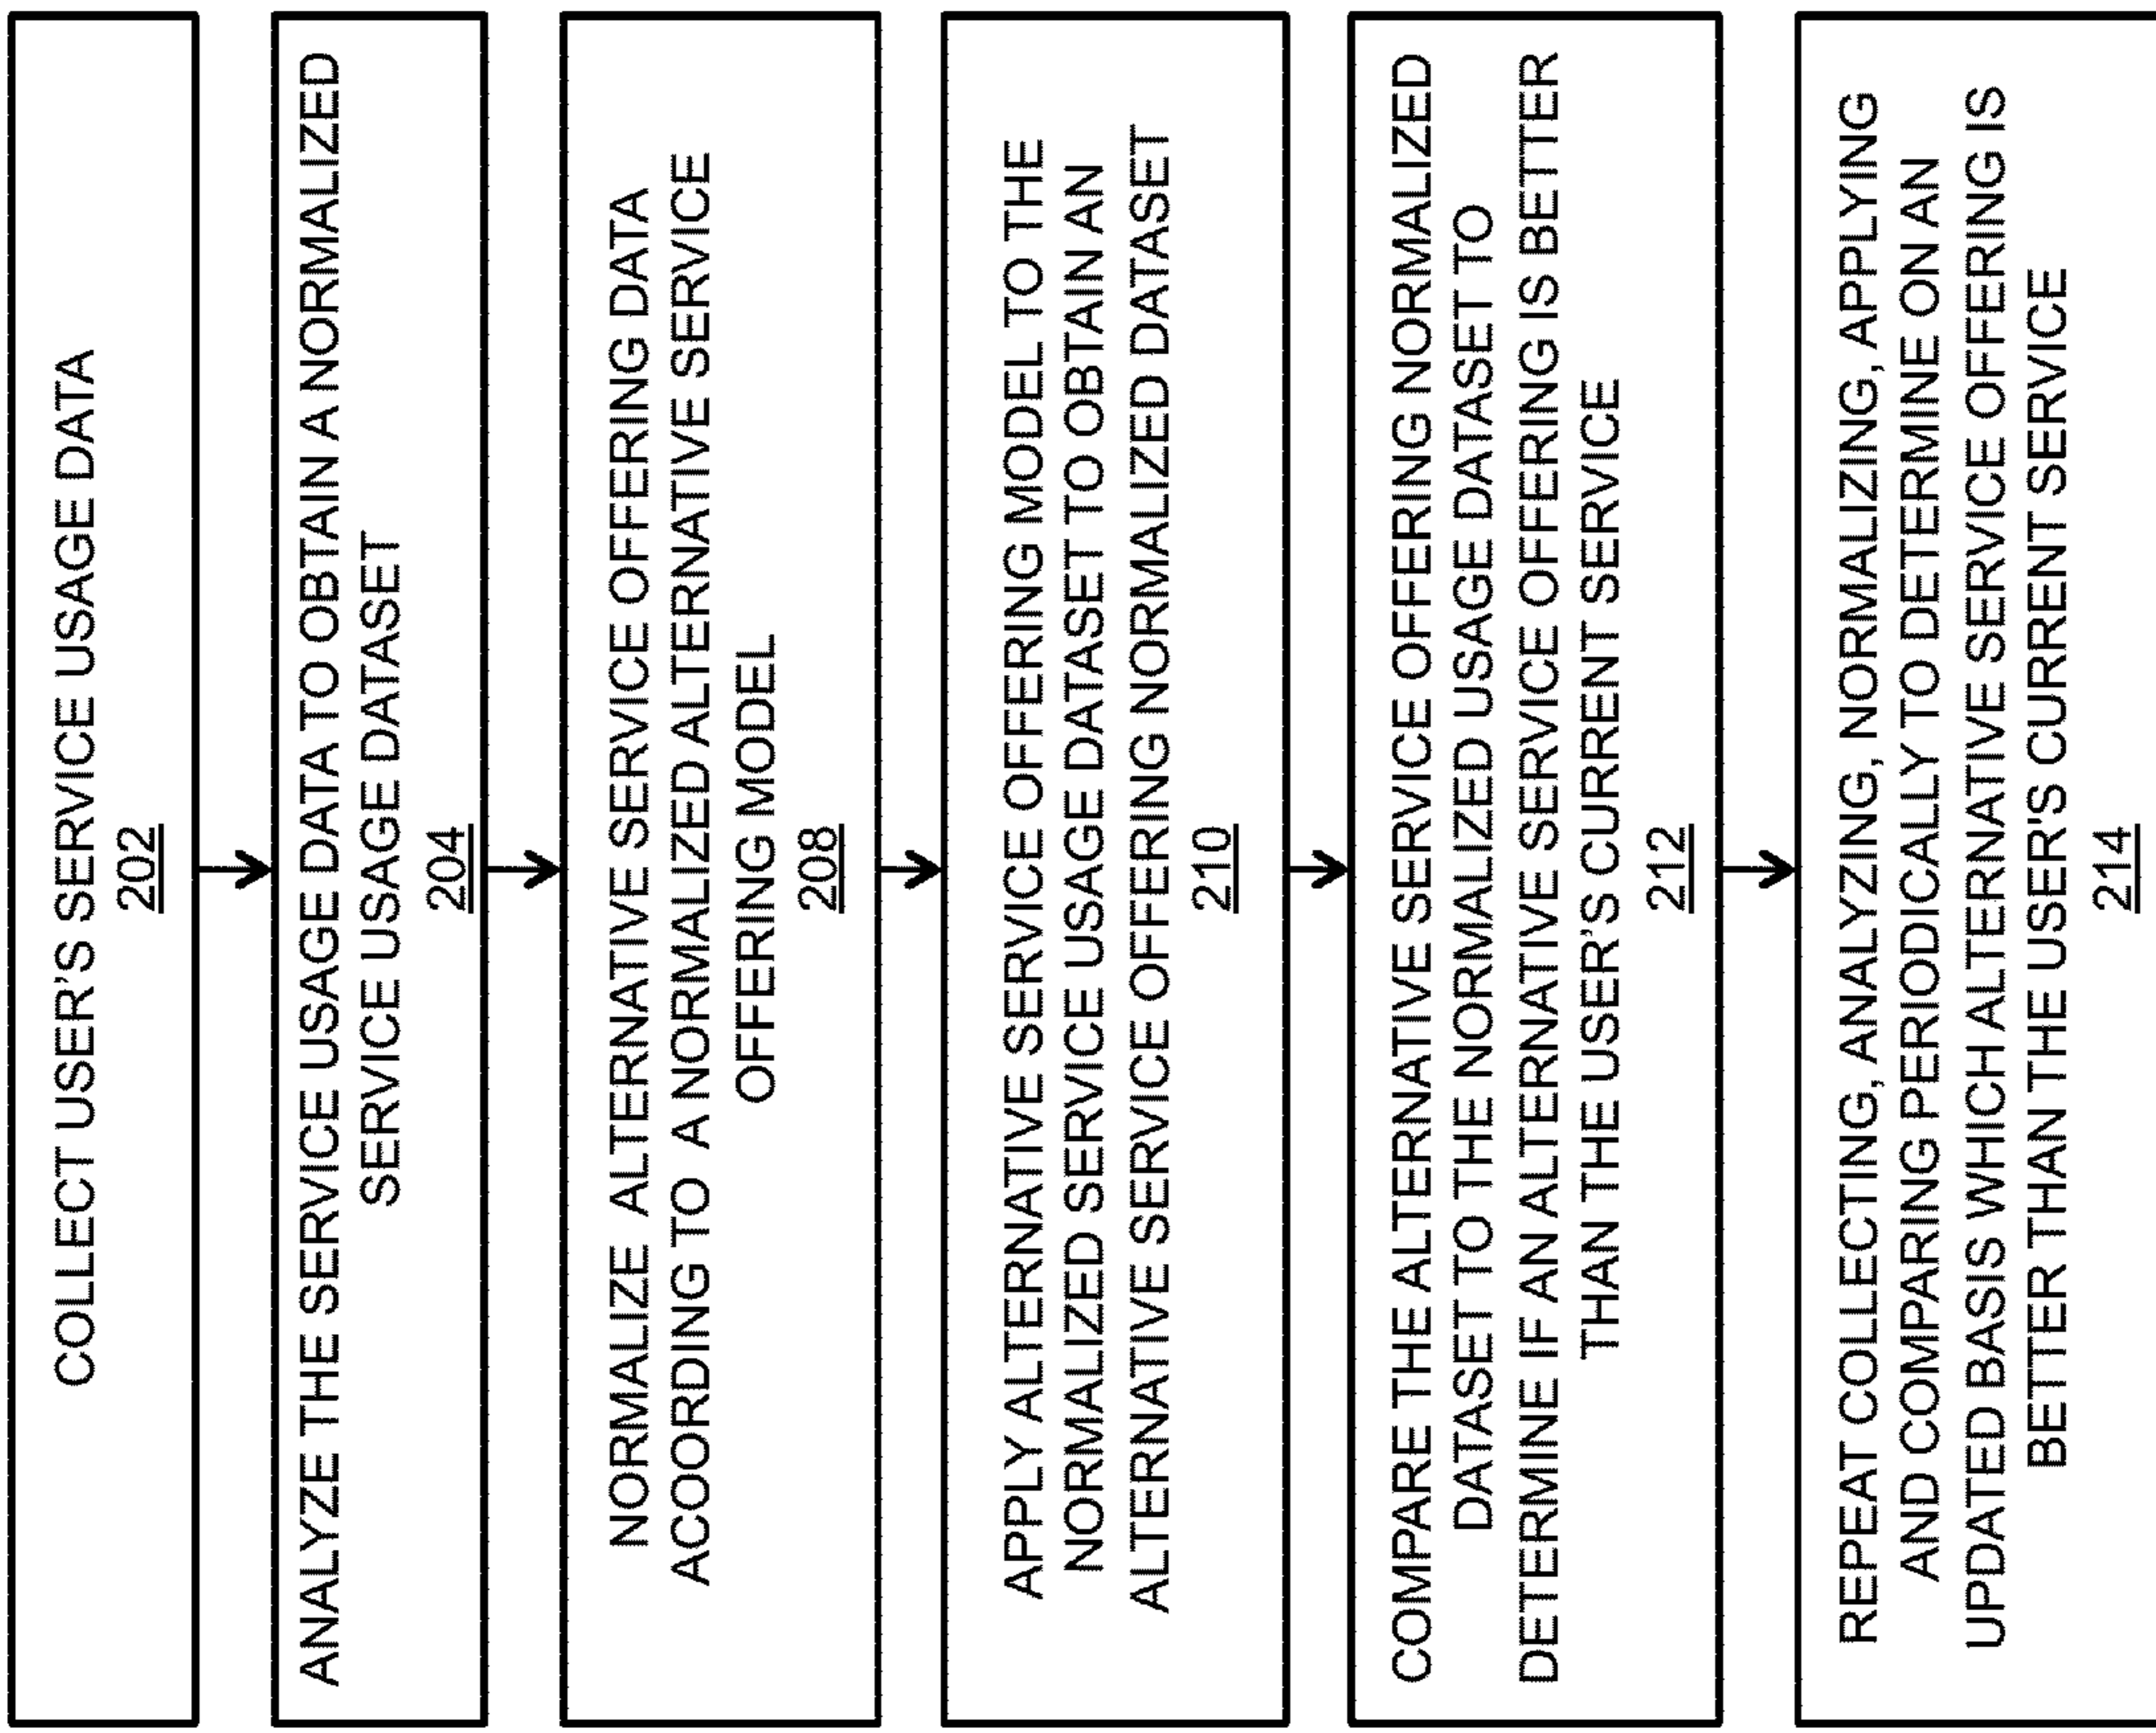 COLLECT USER'S SERVICE USAGE DATA
202
ANALYZE THE SERVICE USAGE DATA TO OBTAIN A NORMALIZED
SERVICE USAGE DATASET
204
NORMALIZE ALTERNATIVE SERVICE OFFERING DATA
ACOORDING TO A NORMALIZED ALTERNATIVE SERVICE
OFFERING MODEL
208
APPLY ALTERNATIVE SERVICE OFFERING MODEL TO THE
NORMALIZED SERVICE USAGE DATASET TO OBTAIN AN
ALTERNATIVE SERVICE OFFERING NORMALIZED DATASET
210
COMPARE THE ALTERNATIVE SERVICE OFFERING NORMALIZED
DATASET TO THE NORMALIZED USAGE DATASET TO
DETERMINE IF AN ALTERNATIVE SERVICE OFFERING IS BETTER
THAN THE USER'S CURRENT SERVICE
212
REPEAT COLLECTING, ANALYZING, NORMALIZING, APPLYING
AND COMPARING PERIODICALLY TO DETERMINE ON AN
UPDATED BASIS WHICH ALTERNATIVE SERVICE OFFERING IS
BETTER THAN THE USER'S CURRENT SERVICE
214